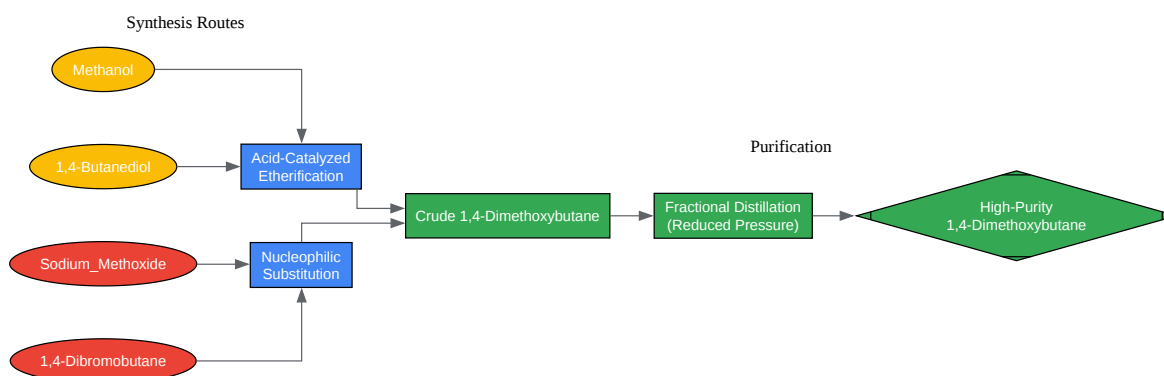 Synthesis Routes
Methanol
1,4-Butanediol
Acid-Catalyzed
Etherification
Sodium_Methoxide
Nucleophilic
Substitution
1,4-Dibromobutane
Crude 1,4-Dimethoxybutane
Purification
Fractional Distillation
(Reduced Pressure)
High-Purity
1,4-Dimethoxybutane